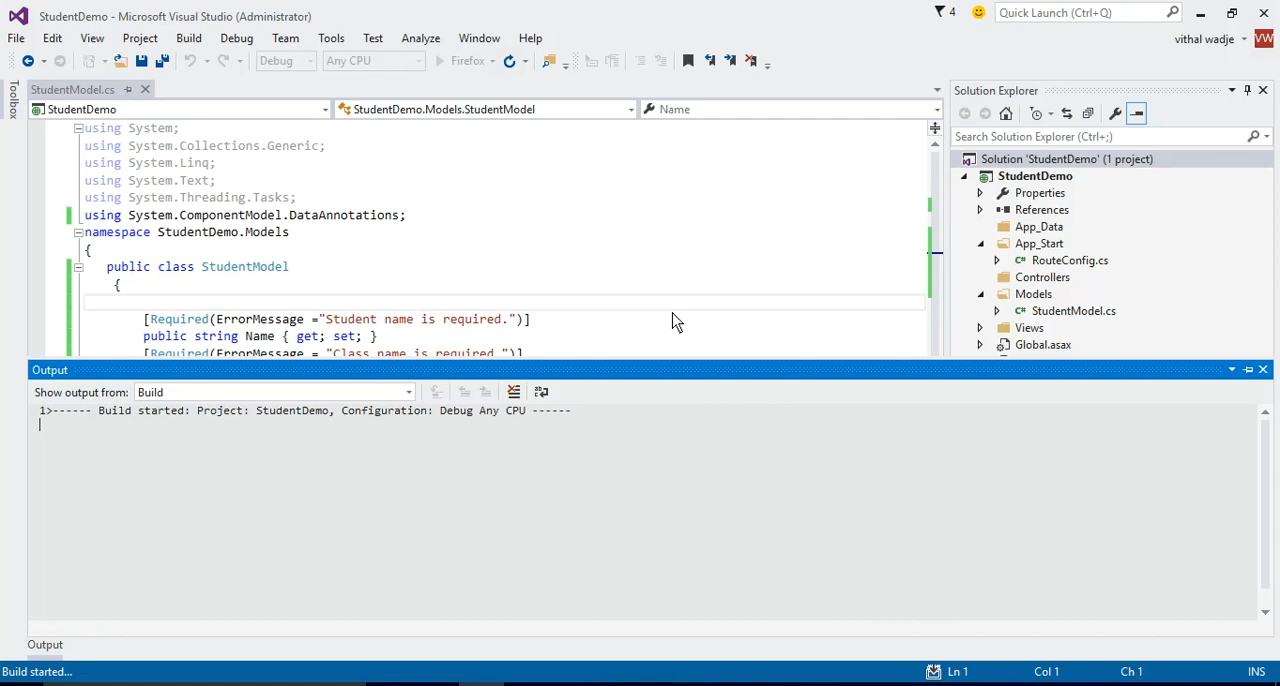 StudentDemo - Microsoft Visual Studio (Administrator)
4
Quick Launch (Ctrl+Q)
File Edit View Project Build Debug Team Tools Test Analyze Window Help
vithal wadje
VW
Debug
Any CPU
Firefox
Toolbox
StudentModel.cs
StudentDemo
StudentDemo.Models.StudentModel
Name
using System;
using System.Collections.Generic;
using System.Linq;
using System.Text;
using System.Threading.Tasks;
using System.ComponentModel.DataAnnotations;
namespace StudentDemo.Models
{
public class StudentModel
{
[Required(ErrorMessage ="Student name is required.")]
public string Name { get; set; }
[Required(ErrorMessage = "Class name is required.")]
Solution Explorer
Search Solution Explorer (Ctrl+;)
Solution 'StudentDemo' (1 project)
StudentDemo
Properties
References
App_Data
App_Start
C# RouteConfig.cs
Controllers
Models
C# StudentModel.cs
Views
Global.asax
Output
Show output from: Build
1>------ Build started: Project: StudentDemo, Configuration: Debug Any CPU ------
Output
Build started...
Ln 1
Col 1
Ch 1
INS